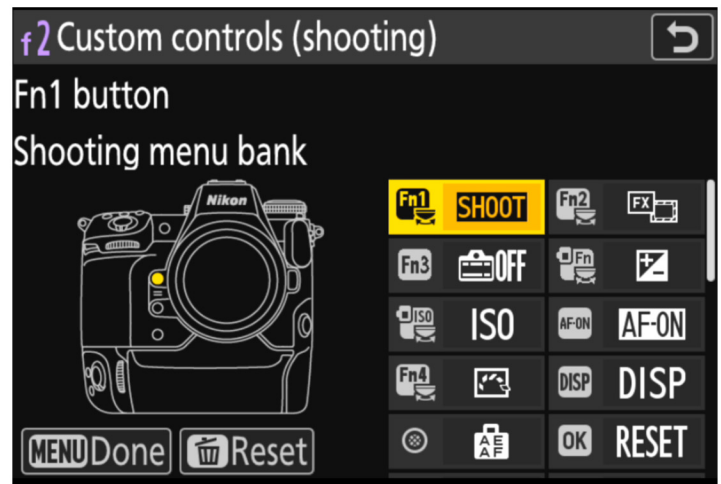 f2 Custom controls (shooting)
Fn1 button
Shooting menu bank
Nikon
Fn1 SHOOT Fn2 FX
Fn3 OFF Fn
ISO ISO AF-ON AF-ON
Fn4 DISP DISP
AE AF OK RESET
MENU Done Reset